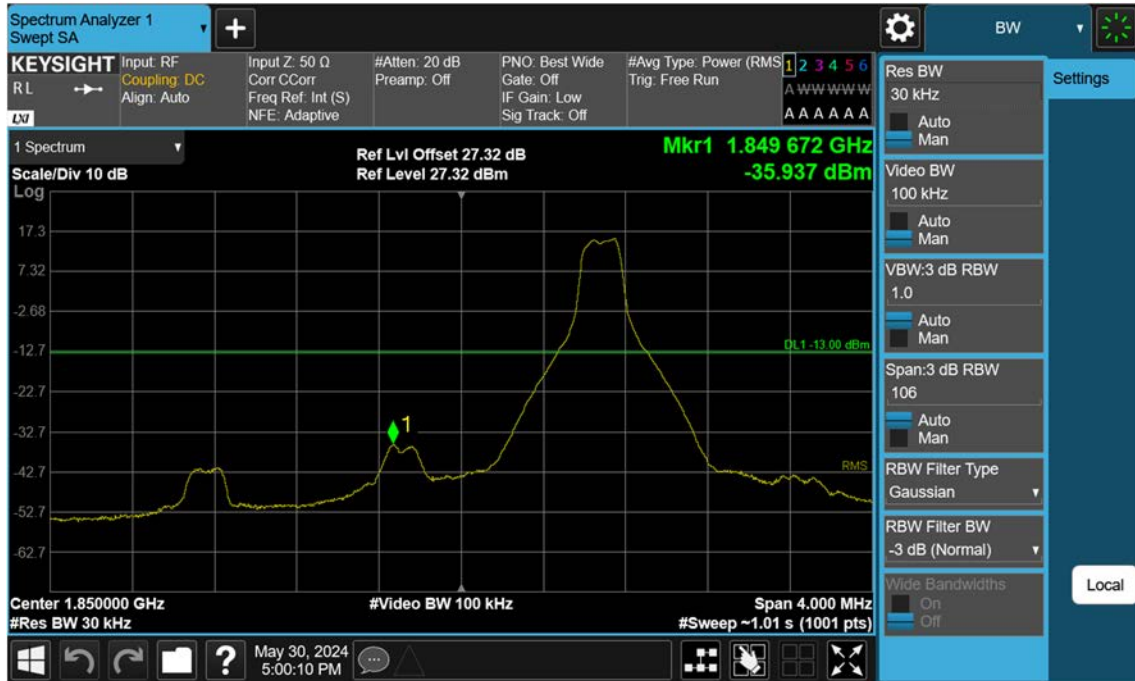 Spectrum Analyzer 1
Swept SA
+
BW
KEYSIGHT
RL
LXI
Input: RF
Coupling: DC
Align: Auto
Input Z: 50 Ω
Corr CCorr
Freq Ref: Int (S)
NFE: Adaptive
#Atten: 20 dB
Preamp: Off
PNO: Best Wide
Gate: Off
IF Gain: Low
Sig Track: Off
#Avg Type: Power (RMS
Trig: Free Run
1 2 3 4 5 6
A W W W W W
A A A A A A
1 Spectrum
Scale/Div 10 dB
Ref Lvl Offset 27.32 dB
Ref Level 27.32 dBm
Mkr1 1.849 672 GHz
-35.937 dBm
Log
17.3
7.32
-2.68
-12.7
-22.7
-32.7
-42.7
-52.7
-62.7
DL1 -13.00 dBm
1
RMS
Center 1.850000 GHz
#Res BW 30 kHz
#Video BW 100 kHz
Span 4.000 MHz
#Sweep ~1.01 s (1001 pts)
Res BW
30 kHz
Auto
Man
Video BW
100 kHz
Auto
Man
VBW:3 dB RBW
1.0
Auto
Man
Span:3 dB RBW
106
Auto
Man
RBW Filter Type
Gaussian
RBW Filter BW
-3 dB (Normal)
Wide Bandwidths
On
Off
Settings
Local
?
May 30, 2024
5:00:10 PM